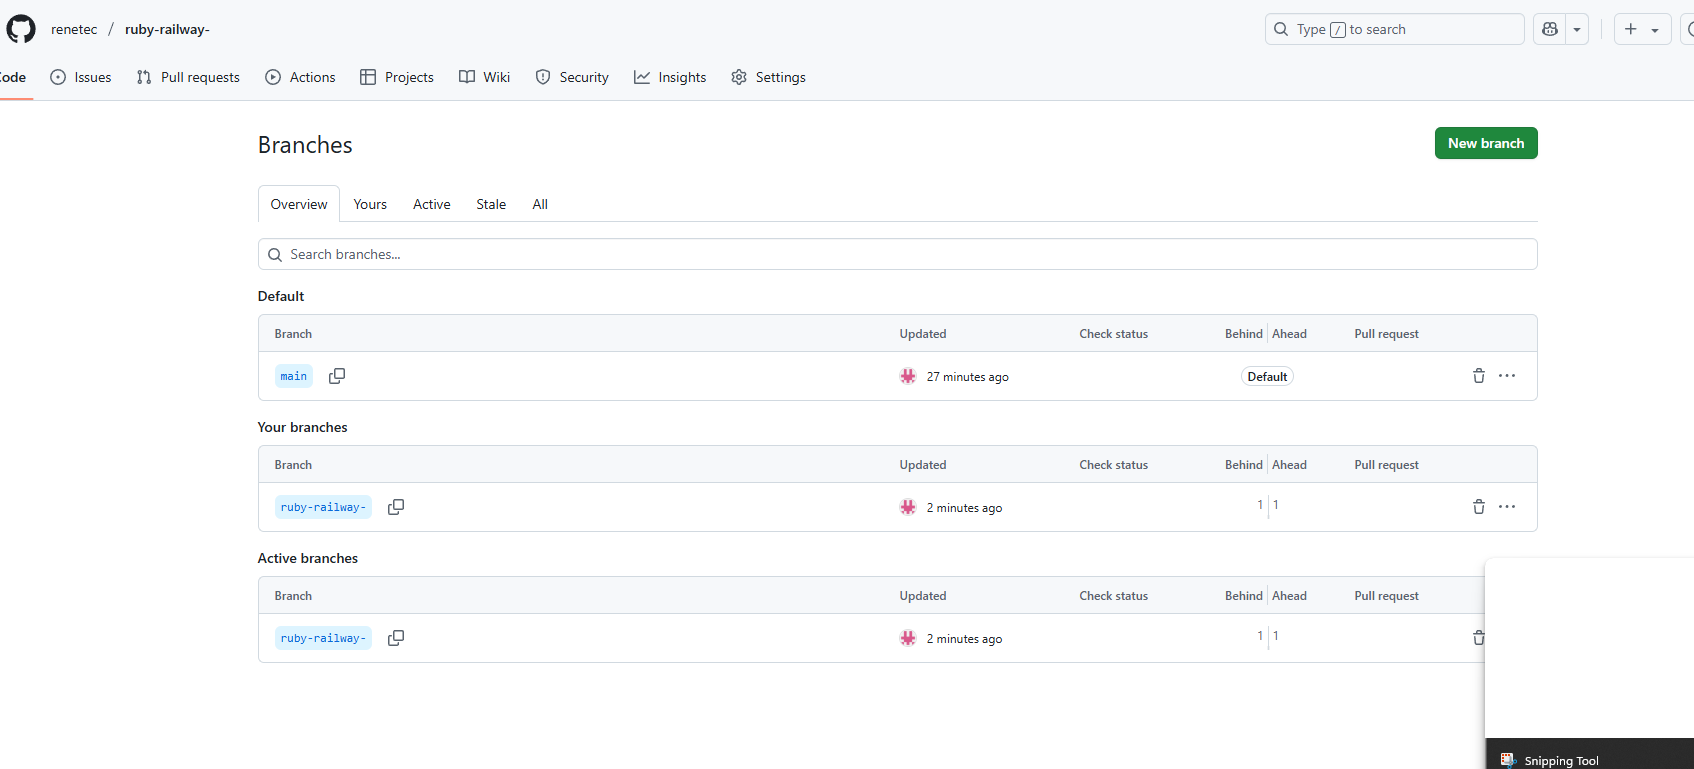 renetec / ruby-railway-
Type / to search
Code Issues Pull requests Actions Projects Wiki Security Insights Settings
Branches
New branch
Overview Yours Active Stale All
Search branches...
Default
Branch Updated Check status Behind Ahead Pull request
main 27 minutes ago Default
Your branches
Branch Updated Check status Behind Ahead Pull request
ruby-railway- 2 minutes ago 1 1
Active branches
Branch Updated Check status Behind Ahead Pull request
ruby-railway- 2 minutes ago 1 1
Snipping Tool